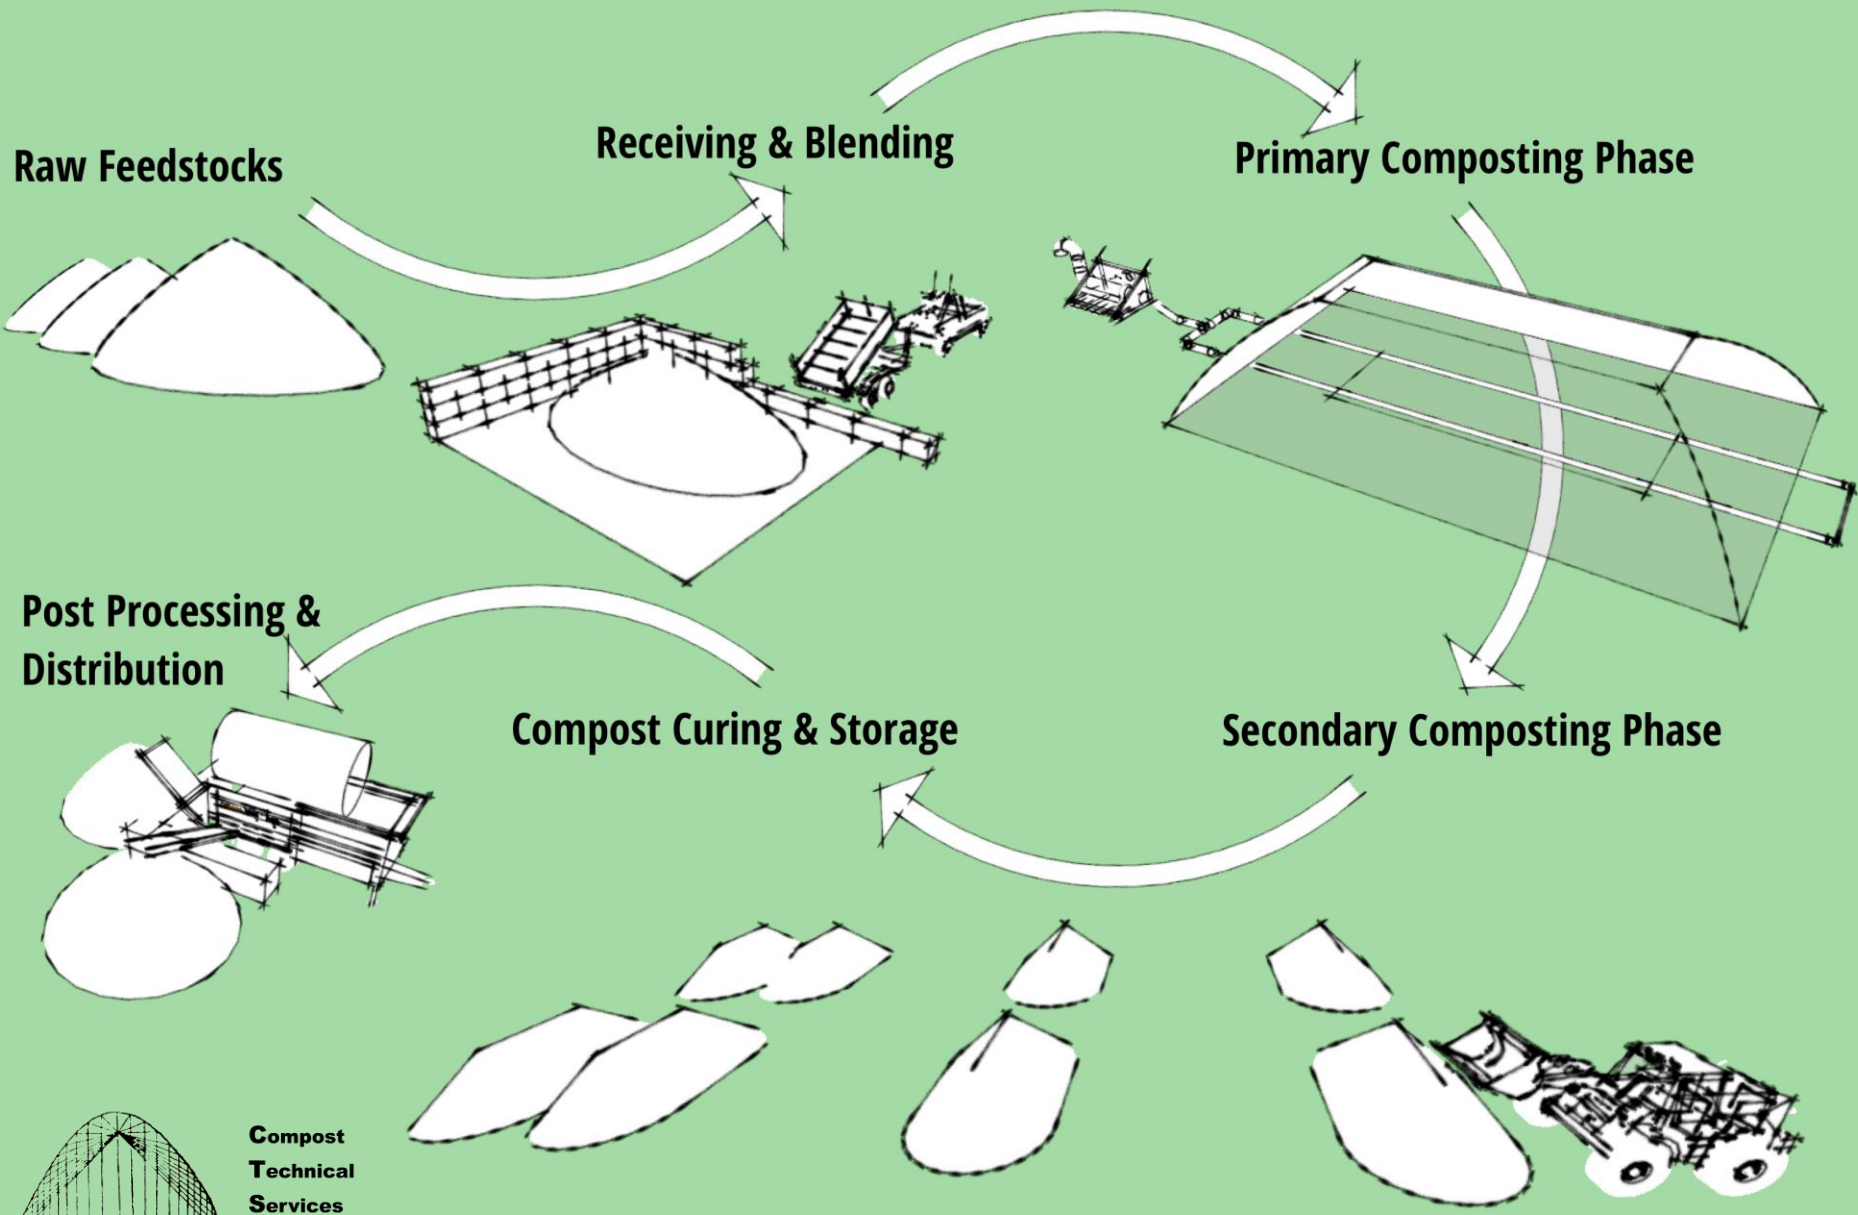 Raw Feedstocks
Receiving & Blending
Primary Composting Phase
Secondary Composting Phase
Compost Curing & Storage
Post Processing &
Distribution
Compost
Technical
Services